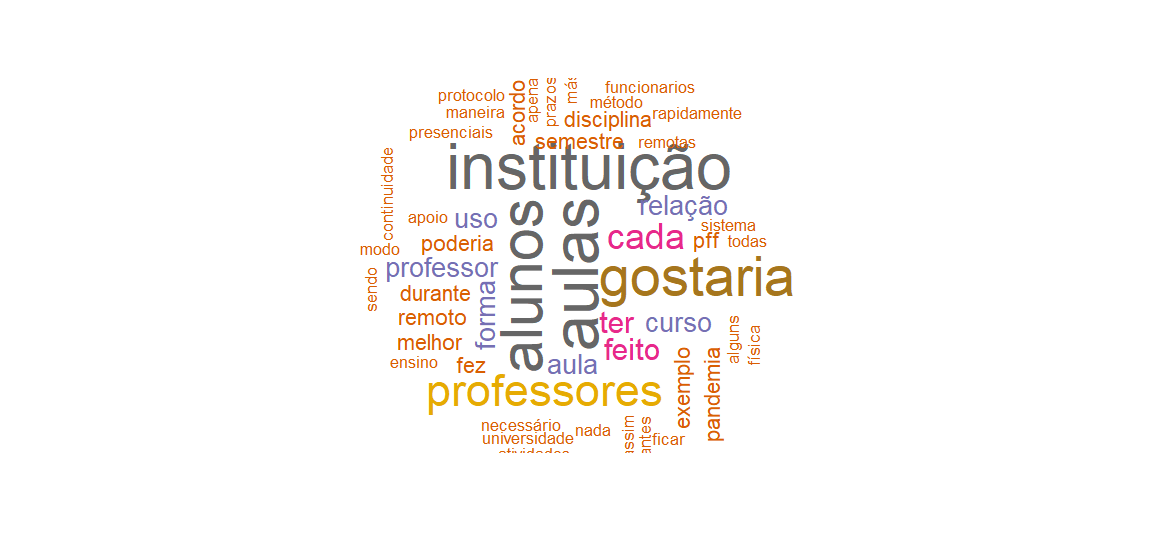 funcionarios
protocolo
acordo
apena
prazos
más
método
maneira
disciplina
rapidamente
presenciais
semestre
remotas
instituição
continuidade
alunos
aulas
relação
apoio
uso
cada
sistema
modo
poderia
pff
todas
professor
gostaria
sendo
durante
forma
remoto
ter
curso
melhor
feito
alguns
física
ensino
fez
aula
professores
exemplo
pandemia
necessário
universidade
nada
assim
antes
ficar
atividades